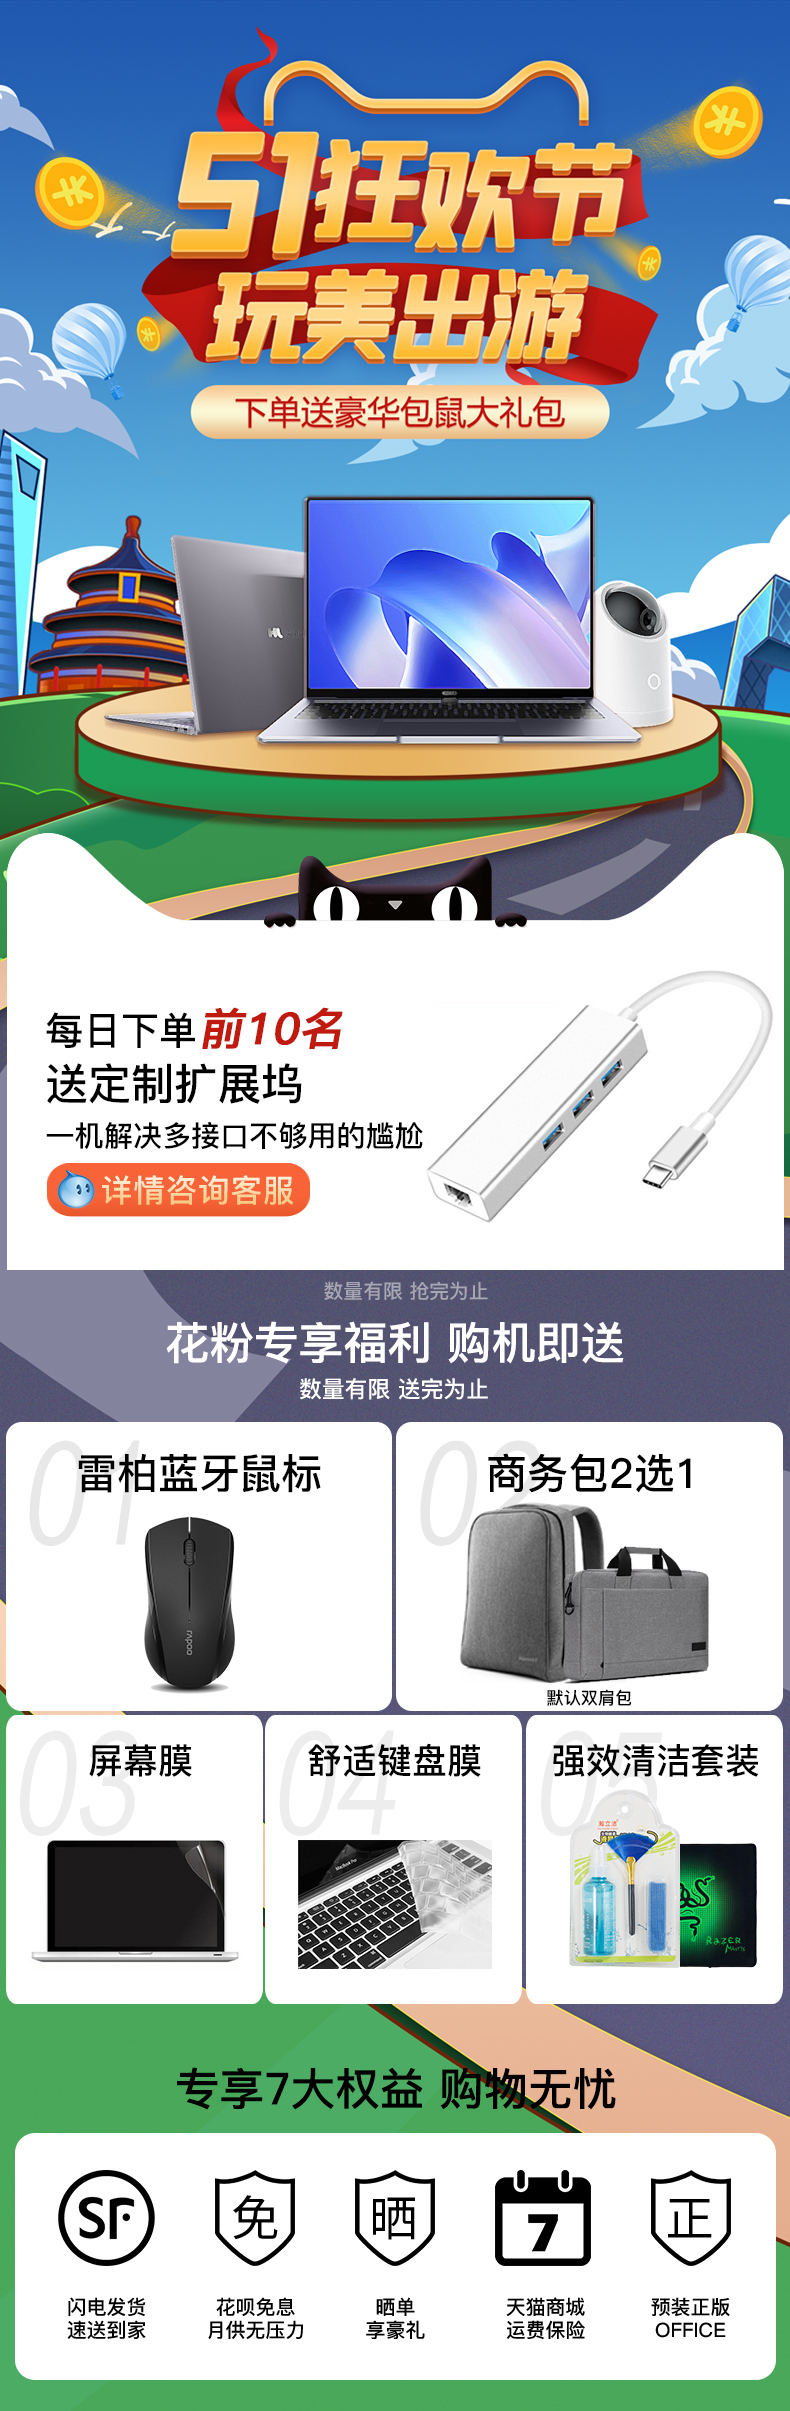 51狂欢节
玩美出游
下单送豪华包鼠大礼包
每日下单前10名
送定制扩展坞
一机解决多接口不够用的尴尬
详情咨询客服
数量有限 抢完为止
花粉专享福利 购机即送
数量有限 送完为止
01
雷柏蓝牙鼠标
rapoo
02
商务包2选1
默认双肩包
03
屏幕膜
04
舒适键盘膜
MacBook Pro
05
强效清洁套装
RAZER
MANTIS
专享7大权益 购物无忧
SF
闪电发货
速送到家
免
花呗免息
月供无压力
晒
晒单
享豪礼
7
天猫商城
运费保险
正
预装正版
OFFICE